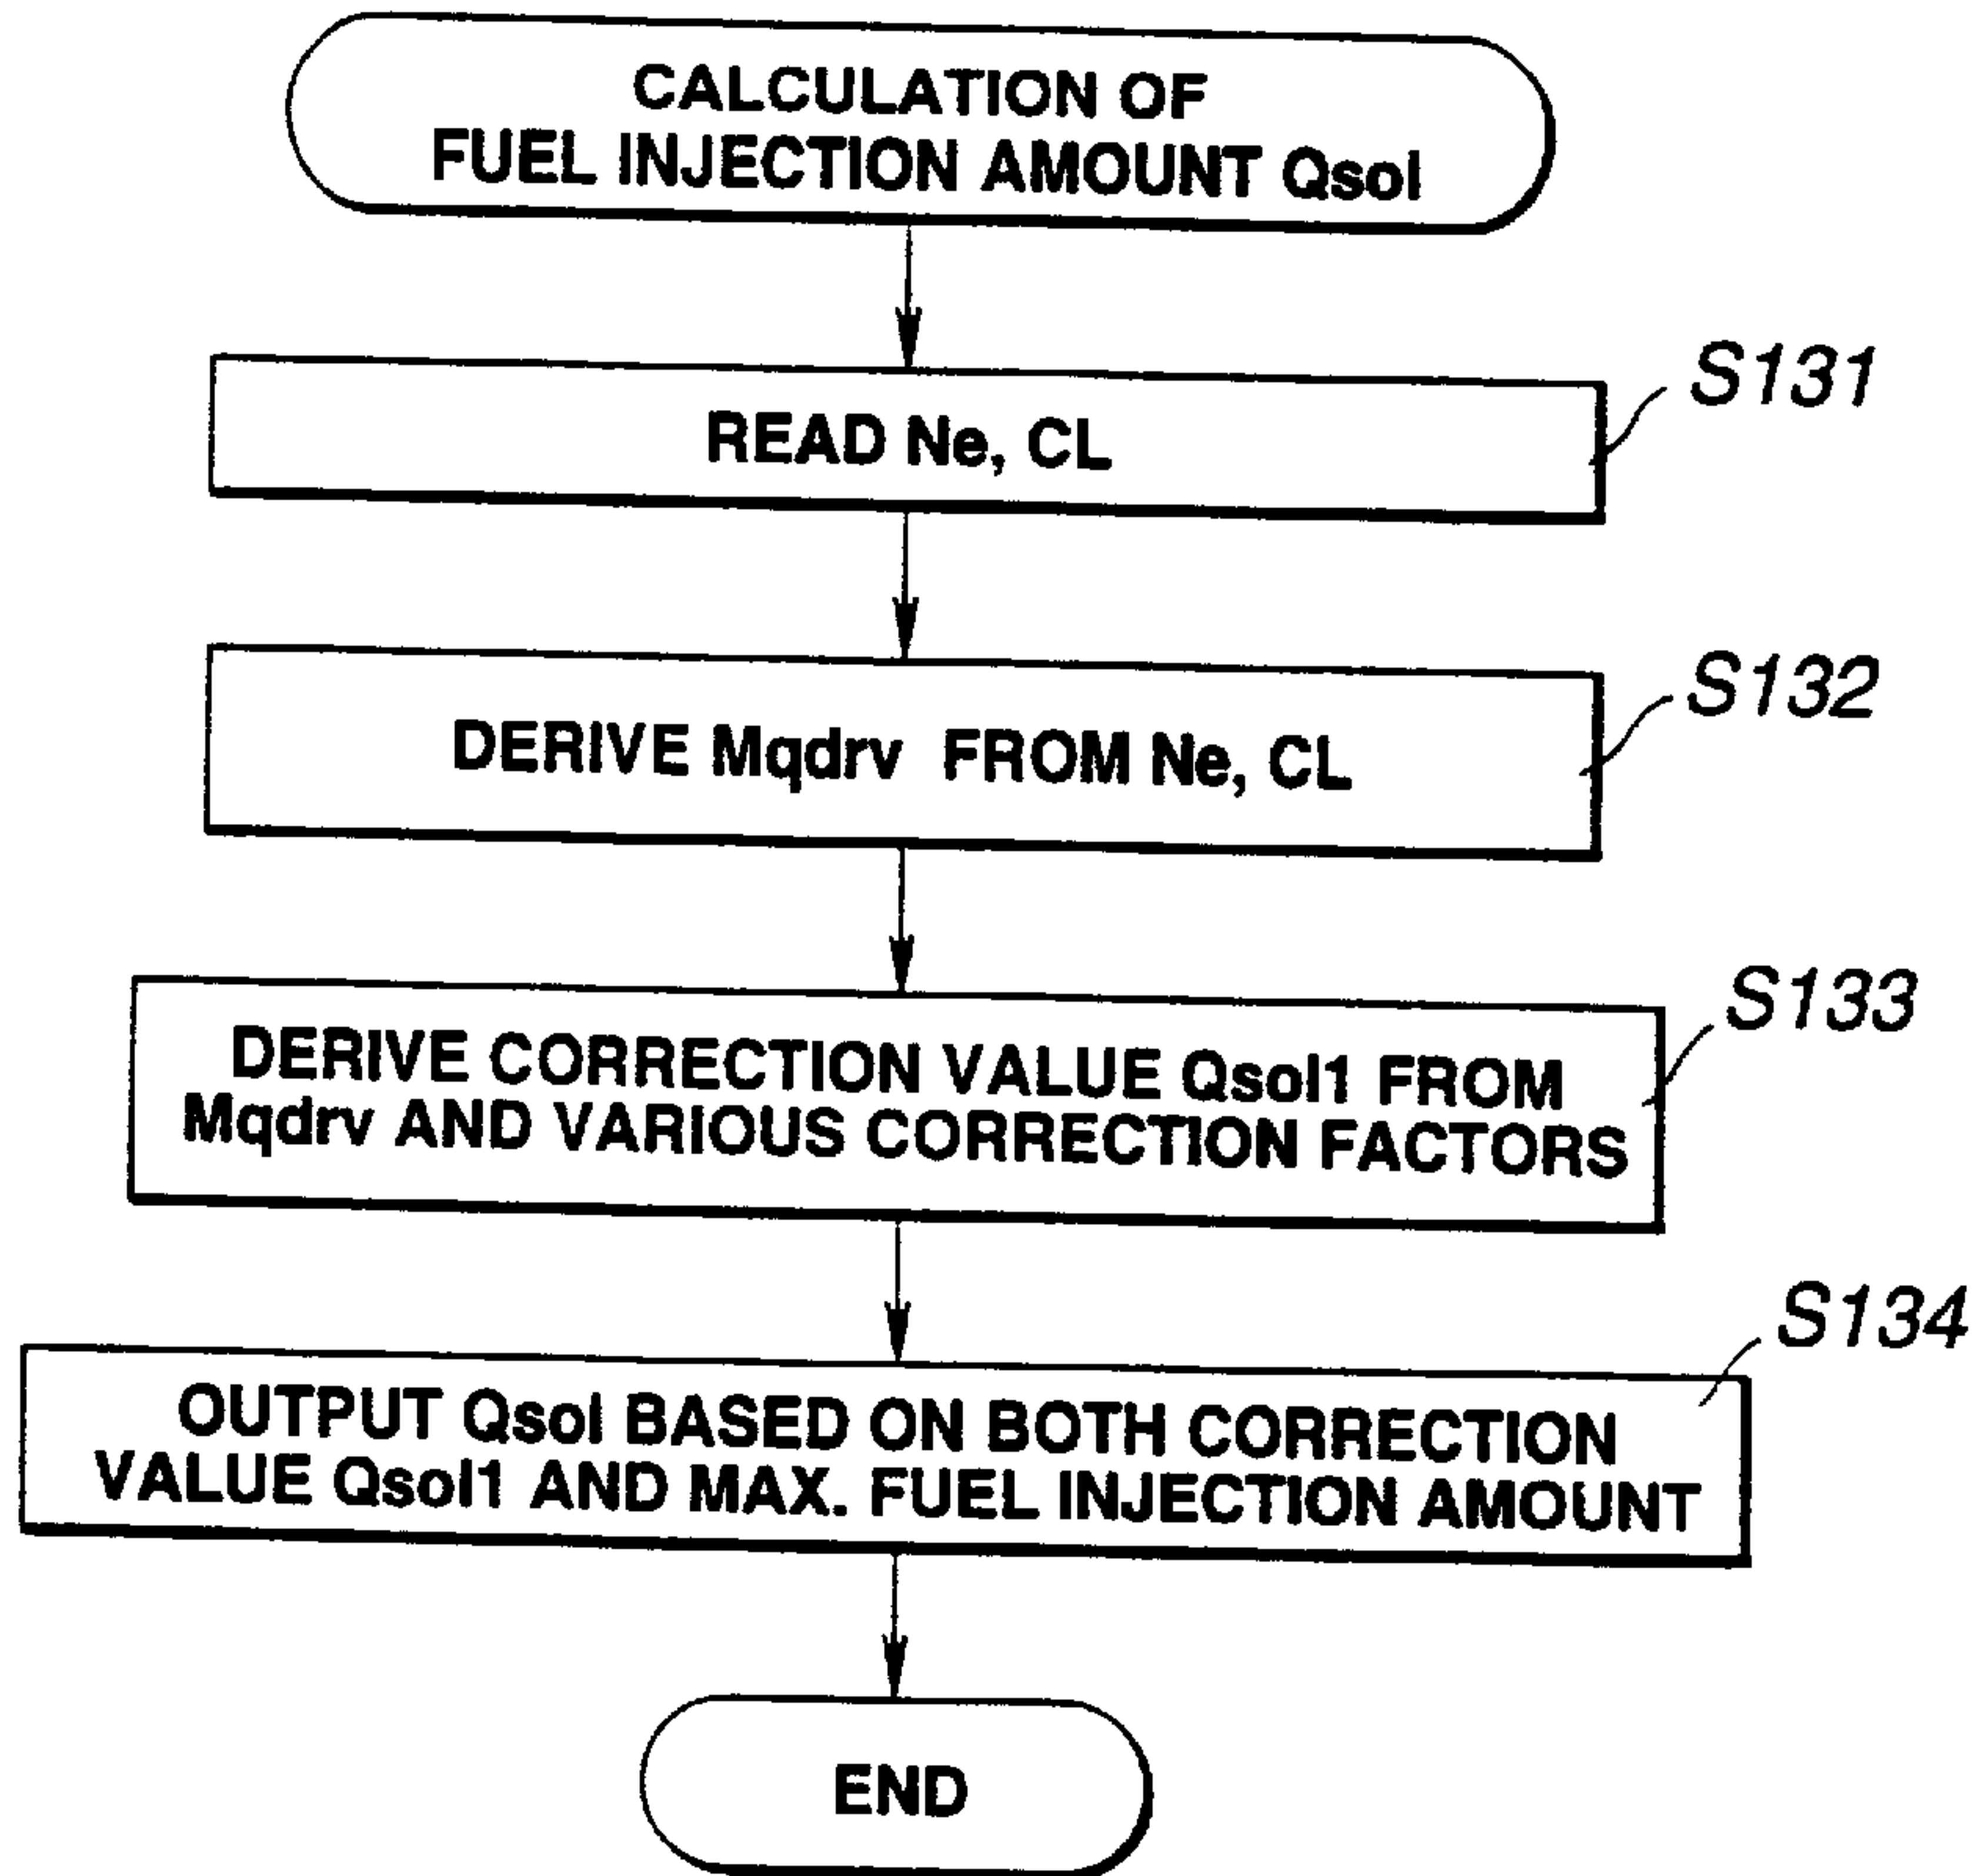 CALCULATION OF
FUEL INJECTION AMOUNT Qsol
S131
READ Ne, CL
S132
DERIVE Mqdrv FROM Ne, CL
S133
DERIVE CORRECTION VALUE Qsol1 FROM
Mqdrv AND VARIOUS CORRECTION FACTORS
S134
OUTPUT Qsol BASED ON BOTH CORRECTION
VALUE Qsol1 AND MAX. FUEL INJECTION AMOUNT
END